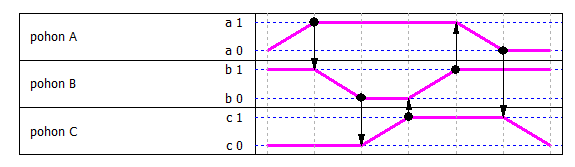 a 1
pohon A
a 0
b 1
pohon B
b 0
c 1
pohon C
c 0